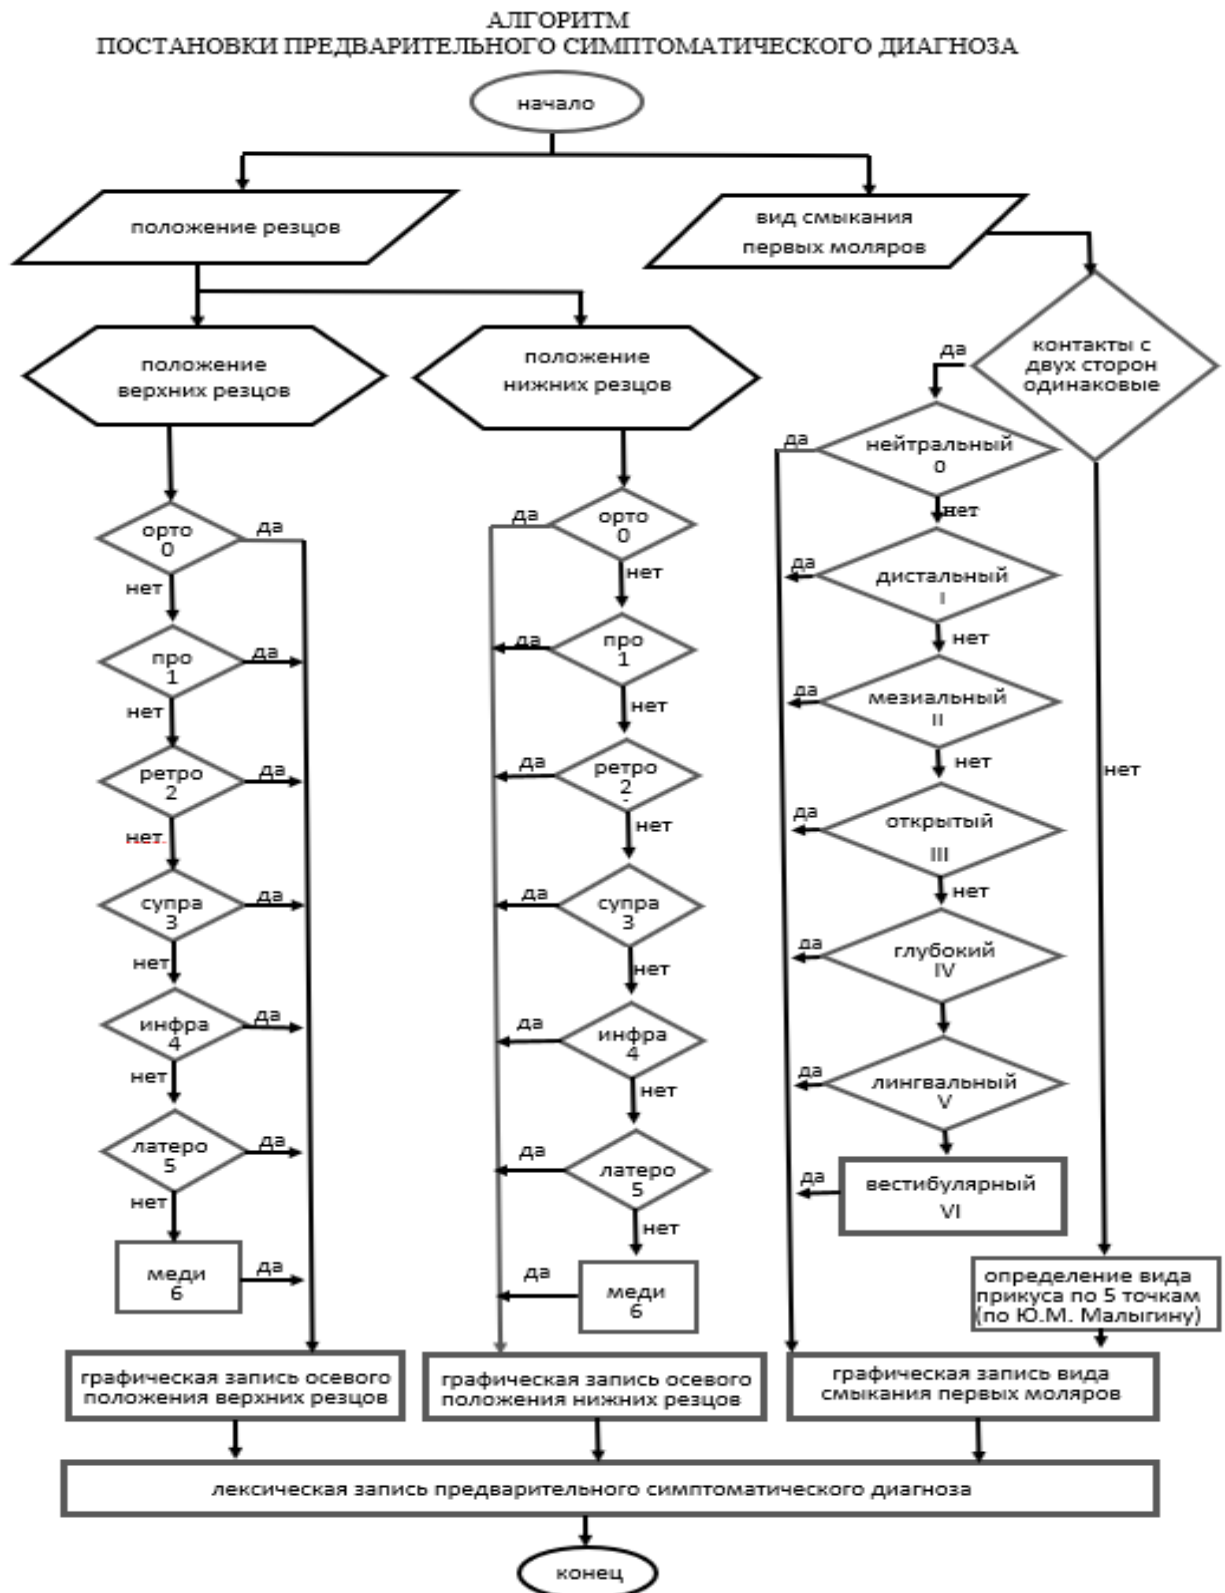 АЛГОРИТМ
ПОСТАНОВКИ ПРЕДВАРИТЕЛЬНОГО СИМПТОМАТИЧЕСКОГО ДИАГНОЗА
начало
положение резцов
вид смыкания
первых моляров
положение
верхних резцов
положение
нижних резцов
контакты с
двух сторон
одинаковые
орто
0
да
нет
про
1
да
нет
ретро
2
да
нет.
супра
3
да
нет
инфра
4
да
нет
латеро
5
да
нет
меди
6
да
орто
0
да
нет
про
1
да
нет
ретро
2
да
нет
супра
3
да
нет
инфра
4
да
нет
латеро
5
да
нет
меди
6
да
да
нейтральный
0
да
нет
дистальный
I
да
нет
мезиальный
II
да
нет
открытый
III
да
нет
глубокий
IV
да
лингвальный
V
да
вестибулярный
VI
да
нет
определение вида
прикуса по 5 точкам
(по Ю.М. Малыгину)
графическая запись осевого
положения верхних резцов
графическая запись осевого
положения нижних резцов
графическая запись вида
смыкания первых моляров
лексическая запись предварительного симптоматического диагноза
конец